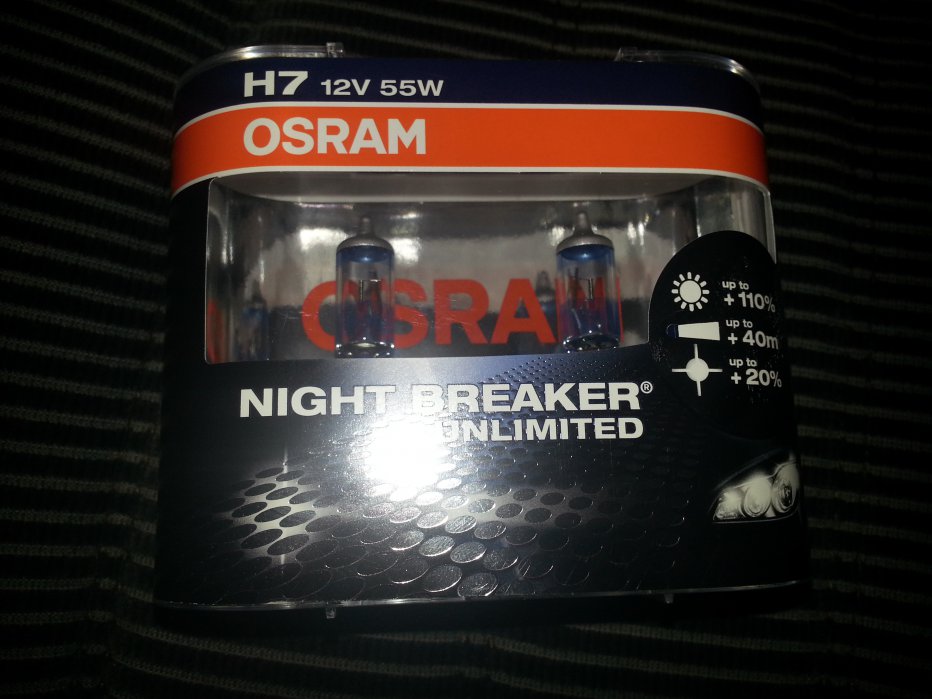 H7 12V 55W
OSRAM
OSRAM
up to
+110%
up to
+40m
up to
+20%
NIGHT BREAKER®
UNLIMITED